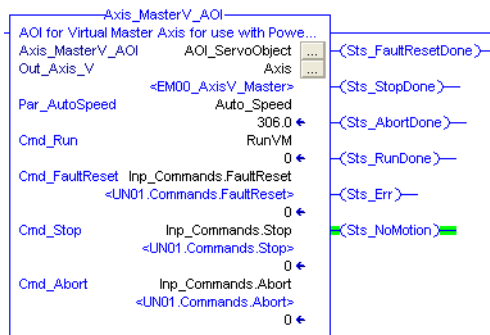 Axis_MasterV_AOI
AOI for Virtual Master Axis for use with Powe...
Axis_MasterV_AOI AOI_ServoObject ... (Sts_FaultResetDone)
Out_Axis_V Axis ...
<EM00_AxisV_Master> (Sts_StopDone)
Par_AutoSpeed Auto_Speed
306.0 (Sts_AbortDone)
Cmd_Run RunVM
0 (Sts_RunDone)
Cmd_FaultReset Inp_Commands.FaultReset
<UN01.Commands.FaultReset> (Sts_Err)
0
Cmd_Stop Inp_Commands.Stop (Sts_NoMotion)
<UN01.Commands.Stop>
0
Cmd_Abort Inp_Commands.Abort
<UN01.Commands.Abort>
0